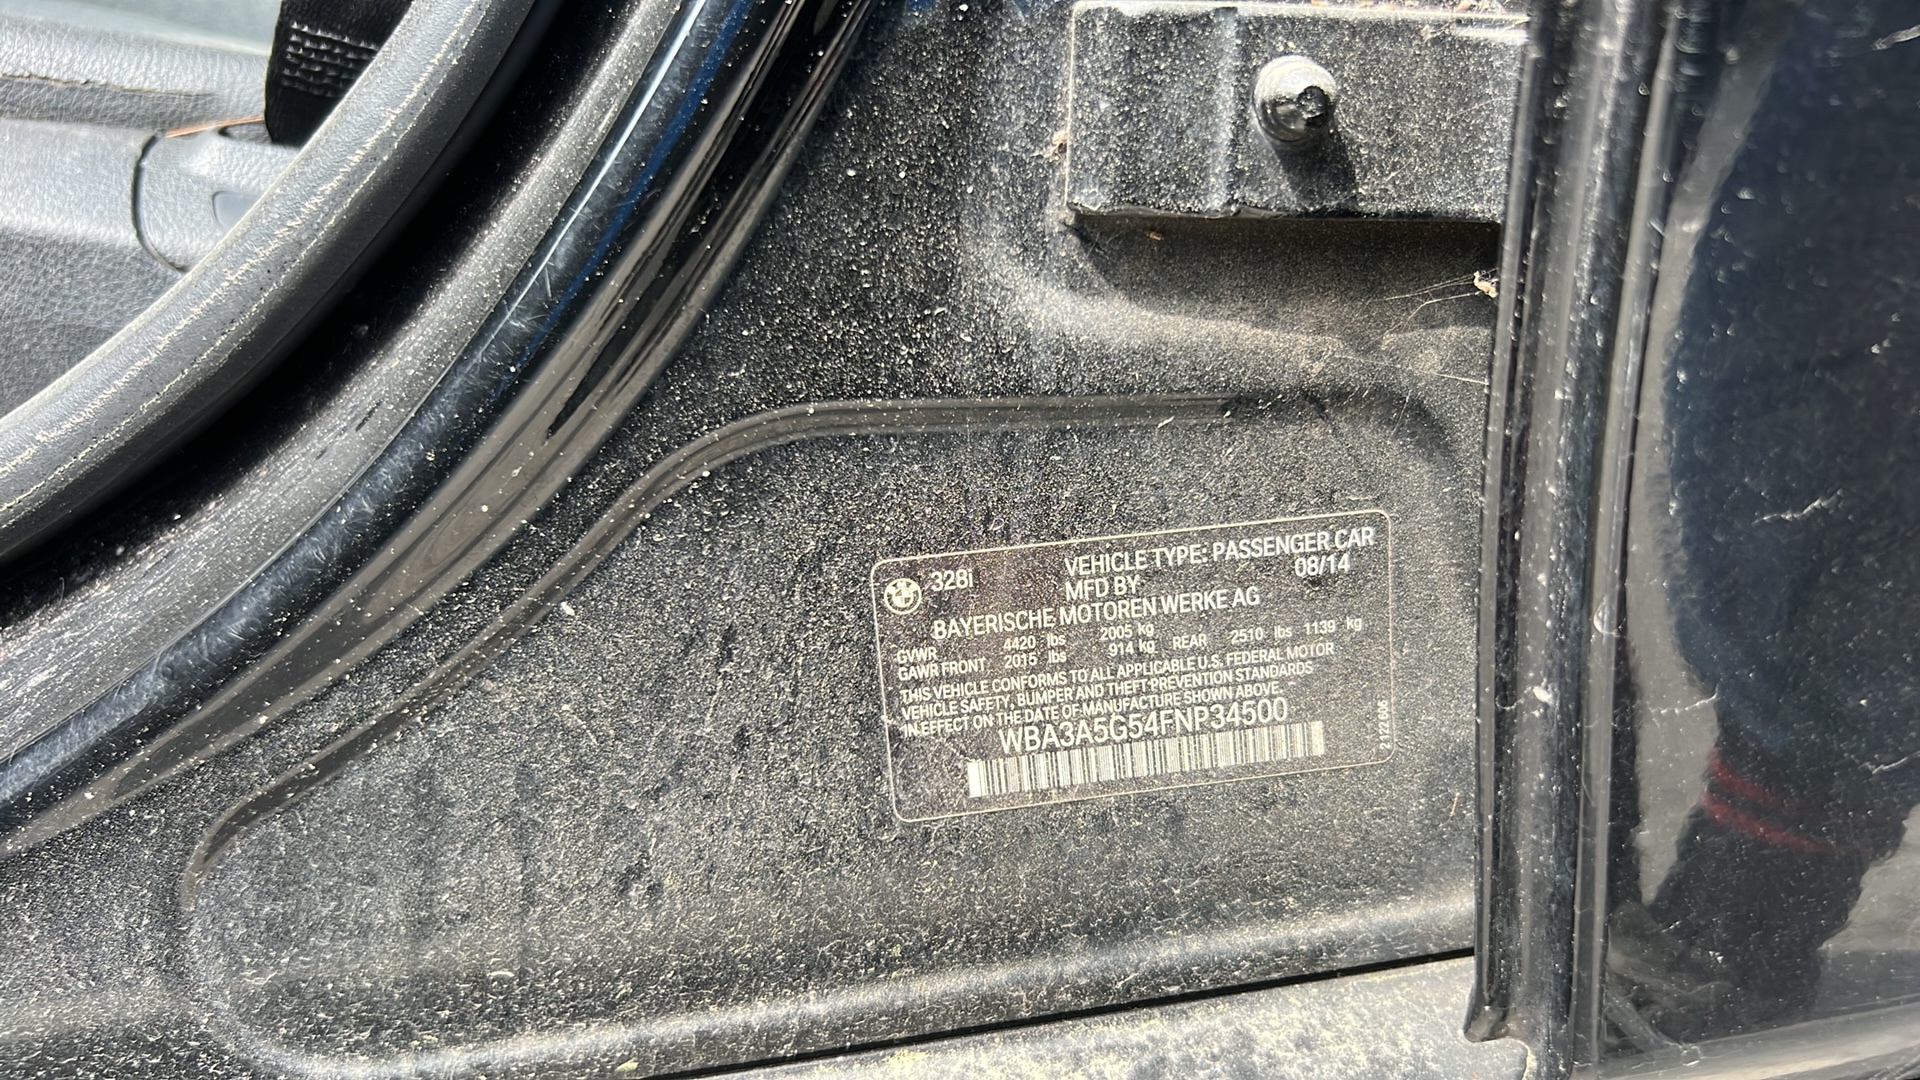 328i VEHICLE TYPE: PASSENGER CAR
MFD BY 08/14
BAYERISCHE MOTOREN WERKE AG
GVWR 4420 lbs 2005 kg
GAWR FRONT 2015 lbs 914 kg REAR 2510 lbs 1139 kg
THIS VEHICLE CONFORMS TO ALL APPLICABLE U.S. FEDERAL MOTOR
VEHICLE SAFETY, BUMPER AND THEFT PREVENTION STANDARDS
IN EFFECT ON THE DATE OF MANUFACTURE SHOWN ABOVE.
WBA3A5G54FNP34500
2122 606